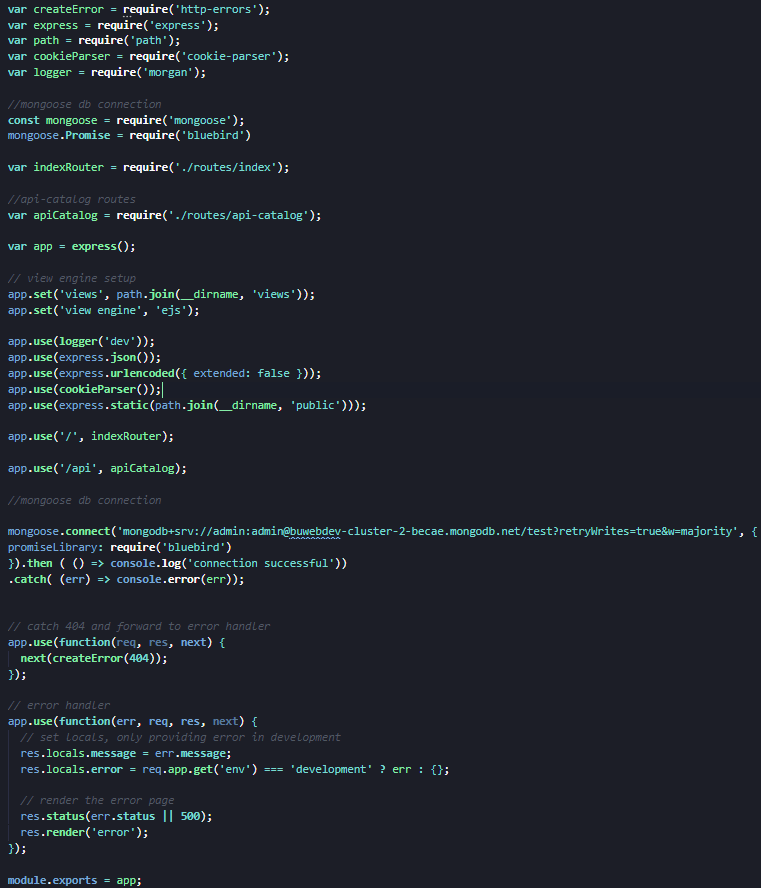 var createError = require('http-errors');
var express = require('express');
var path = require('path');
var cookieParser = require('cookie-parser');
var logger = require('morgan');
//mongoose db connection
const mongoose = require('mongoose');
mongoose.Promise = require('bluebird')
var indexRouter = require('./routes/index');
//api-catalog routes
var apiCatalog = require('./routes/api-catalog');
var app = express();
// view engine setup
app.set('views', path.join(__dirname, 'views'));
app.set('view engine', 'ejs');
app.use(logger('dev'));
app.use(express.json());
app.use(express.urlencoded({ extended: false }));
app.use(cookieParser());
app.use(express.static(path.join(__dirname, 'public')));
app.use('/', indexRouter);
app.use('/api', apiCatalog);
//mongoose db connection
mongoose.connect('mongodb+srv://admin:admin@buwebdev-cluster-2-becae.mongodb.net/test?retryWrites=true&w=majority', {
promiseLibrary: require('bluebird')
}).then ( () => console.log('connection successful'))
.catch( (err) => console.error(err));
// catch 404 and forward to error handler
app.use(function(req, res, next) {
  next(createError(404));
});
// error handler
app.use(function(err, req, res, next) {
  // set locals, only providing error in development
  res.locals.message = err.message;
  res.locals.error = req.app.get('env') === 'development' ? err : {};
  // render the error page
  res.status(err.status || 500);
  res.render('error');
});
module.exports = app;